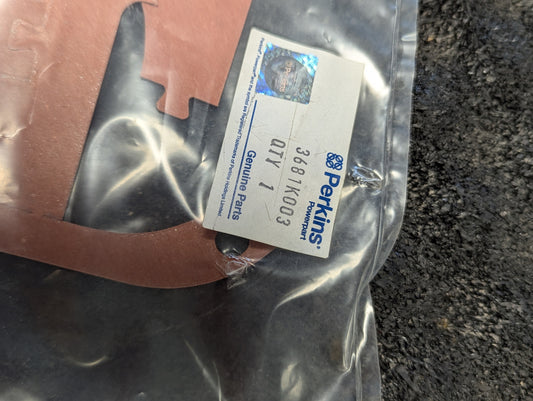 Perkins®
Powerpart
3681K003
QTY 1
Genuine Parts